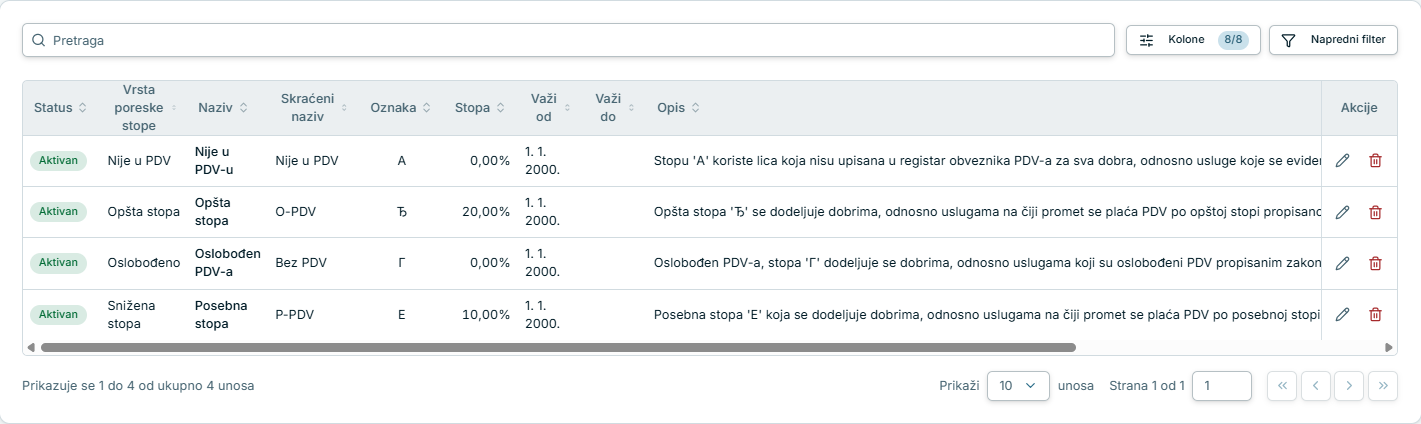 Pretraga
Kolone 8/8 Napredni filter
Status Vrsta poreske stope Naziv Skraćeni naziv Oznaka Stopa Važi od Važi do Opis Akcije
Aktivan Nije u PDV Nije u PDV-u Nije u PDV А 0,00% 1. 1. 2000. Stopu 'A' koriste lica koja nisu upisana u registar obveznika PDV-a za sva dobra, odnosno usluge koje se eviden
Aktivan Opšta stopa Opšta stopa O-PDV Ђ 20,00% 1. 1. 2000. Opšta stopa 'Ђ' se dodeljuje dobrima, odnosno uslugama na čiji promet se plaća PDV po opštoj stopi propisano
Aktivan Oslobođeno Oslobođen PDV-a Bez PDV Г 0,00% 1. 1. 2000. Oslobođen PDV-a, stopa 'Г' dodeljuje se dobrima, odnosno uslugama koji su oslobođeni PDV propisanim zakon
Aktivan Snižena stopa Posebna stopa P-PDV Е 10,00% 1. 1. 2000. Posebna stopa 'E' koja se dodeljuje dobrima, odnosno uslugama na čiji promet se plaća PDV po posebnoj stopi
Prikazuje se 1 do 4 od ukupno 4 unosa Prikaži 10 unosa Strana 1 od 1 1